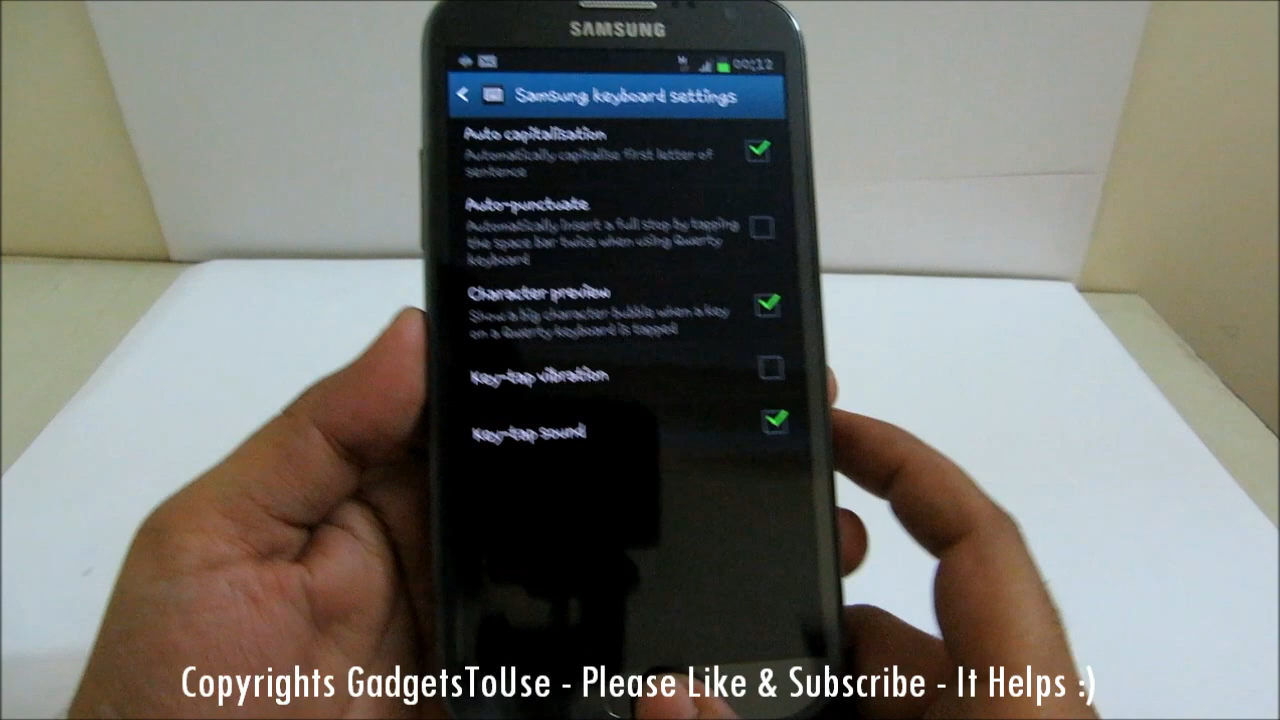 SAMSUNG
00:12
Samsung keyboard settings
Auto capitalisation
Automatically capitalise first letter of
sentence
Auto-punctuate
Automatically insert a full stop by tapping
the space bar twice when using Qwerty
keyboard
Character preview
Show a big character bubble when a key
on a Qwerty keyboard is tapped
Key-tap vibration
Key-tap sound
Copyrights GadgetsToUse - Please Like & Subscribe - It Helps :)